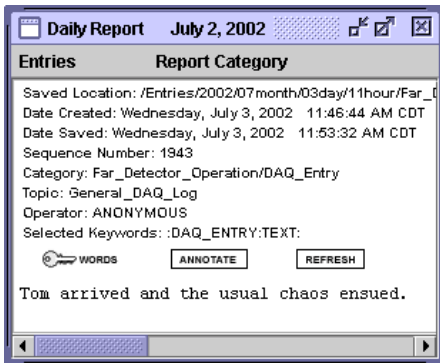 Daily Report July 2, 2002
Entries Report Category
Saved Location: /Entries/2002/07month/03day/11hour/Far_
Date Created: Wednesday, July 3, 2002 11:46:44 AM CDT
Date Saved: Wednesday, July 3, 2002 11:53:32 AM CDT
Sequence Number: 1943
Category: Far_Detector_Operation/DAQ_Entry
Topic: General_DAQ_Log
Operator: ANONYMOUS
Selected Keywords: :DAQ_ENTRY:TEXT:
WORDS ANNOTATE REFRESH
Tom arrived and the usual chaos ensued.